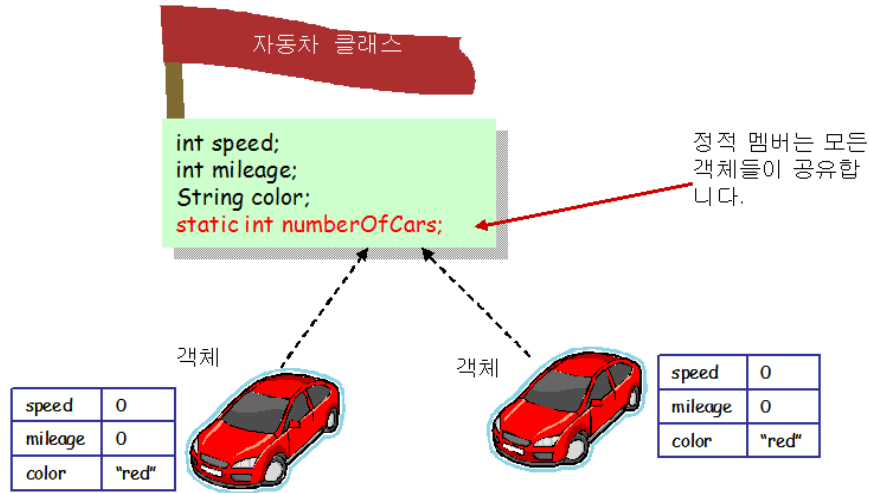 자동차 클래스
int speed;
int mileage;
String color;
static int numberOfCars;
정적 멤버는 모든
객체들이 공유합
니다.
객체
speed 0
mileage 0
color “red”
객체
speed 0
mileage 0
color “red”